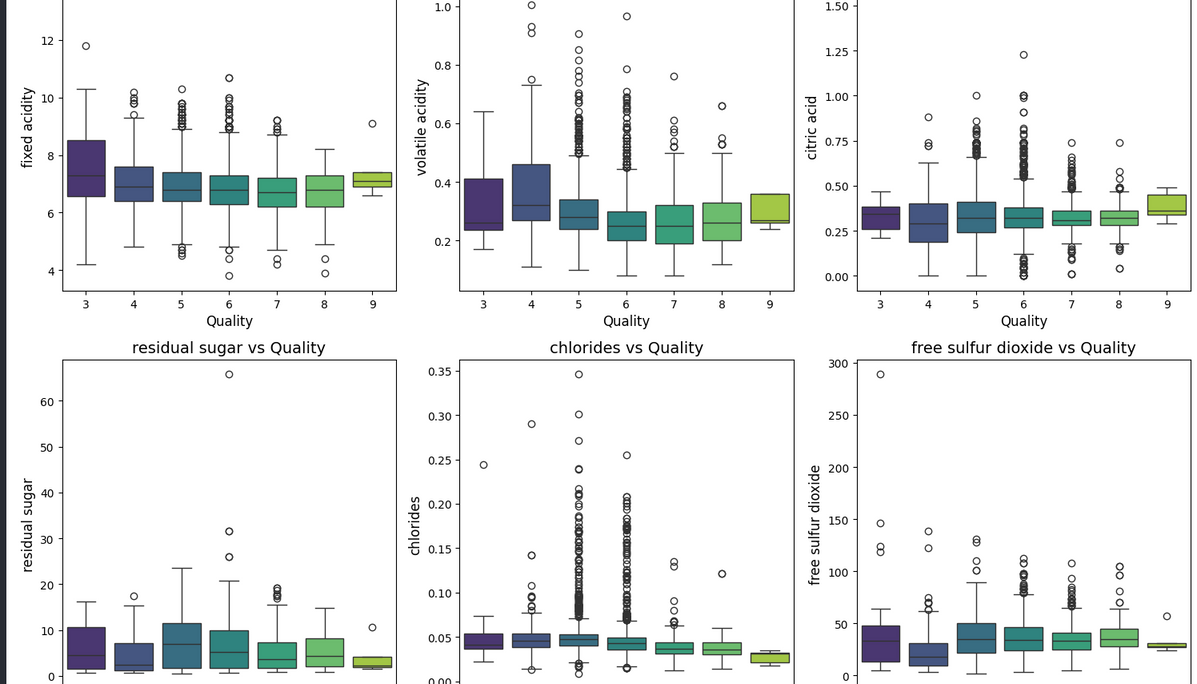 fixed acidity
12
10
8
6
4
3 4 5 6 7 8 9
Quality
volatile acidity
1.0
0.8
0.6
0.4
0.2
3 4 5 6 7 8 9
Quality
citric acid
1.50
1.25
1.00
0.75
0.50
0.25
0.00
3 4 5 6 7 8 9
Quality
residual sugar vs Quality
residual sugar
60
50
40
30
20
10
0
chlorides vs Quality
chlorides
0.35
0.30
0.25
0.20
0.15
0.10
0.05
0.00
free sulfur dioxide vs Quality
free sulfur dioxide
300
250
200
150
100
50
0